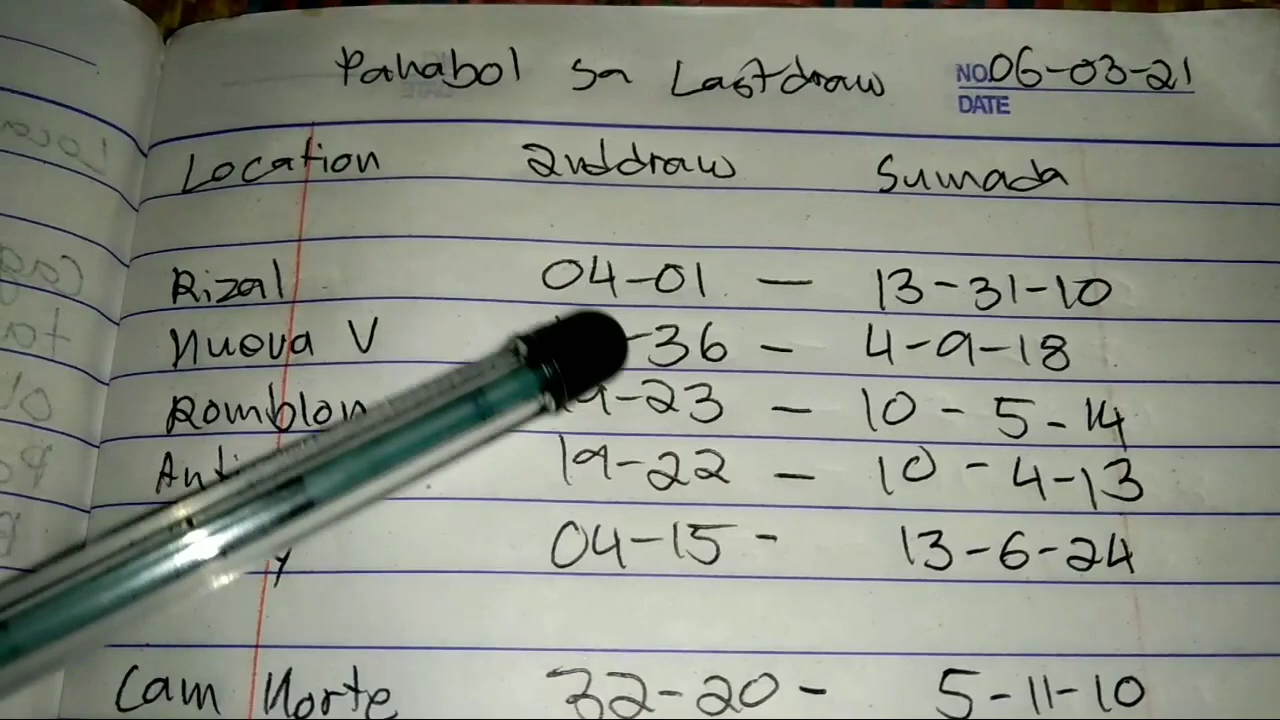 Pahabol sa Lastdraw NO. 06-03-21
DATE
Location 2nddraw Sumada
Rizal 04-01 — 13-31-10
Nuova V -36 - 4-9-18
Romblon 19-23 - 10-5-14
Anti 19-22 - 10-4-13
y 04-15 - 13-6-24
Cam Norte 32-20 - 5-11-10